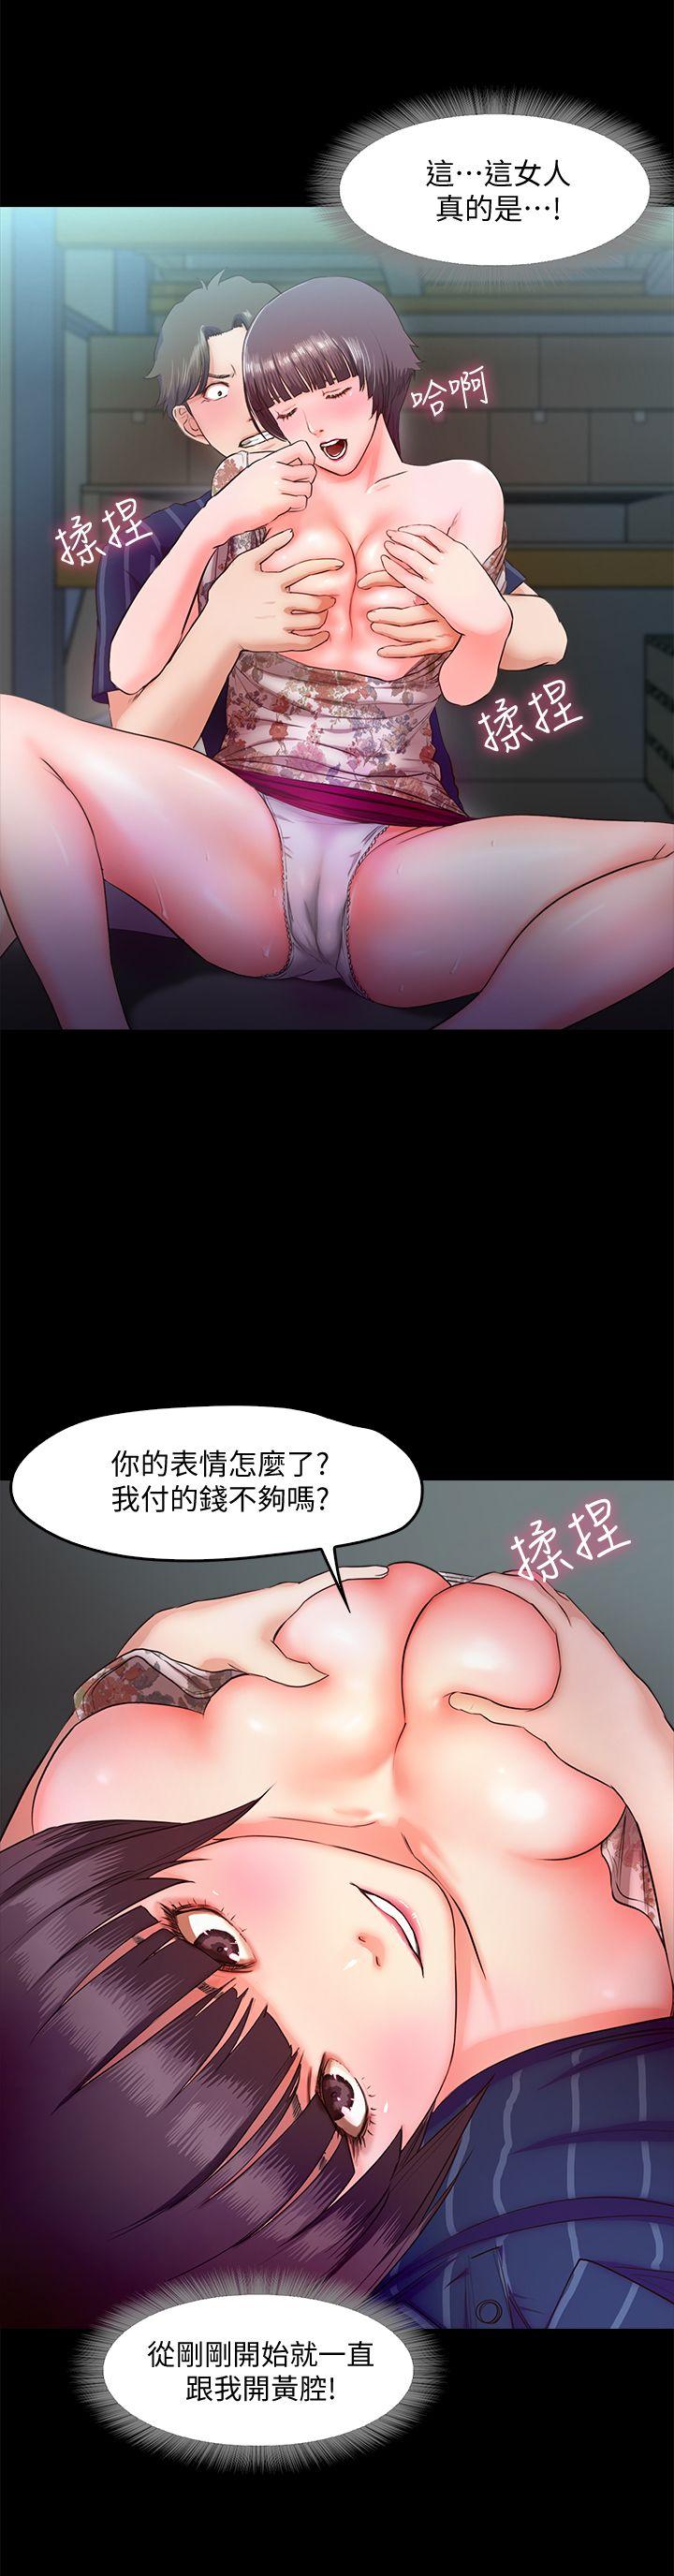 這⋯這女人
真的是⋯!
哈啊
揉捏
揉捏
你的表情怎麼了?
我付的錢不夠嗎?
揉捏
從剛剛開始就一直
跟我開黃腔!